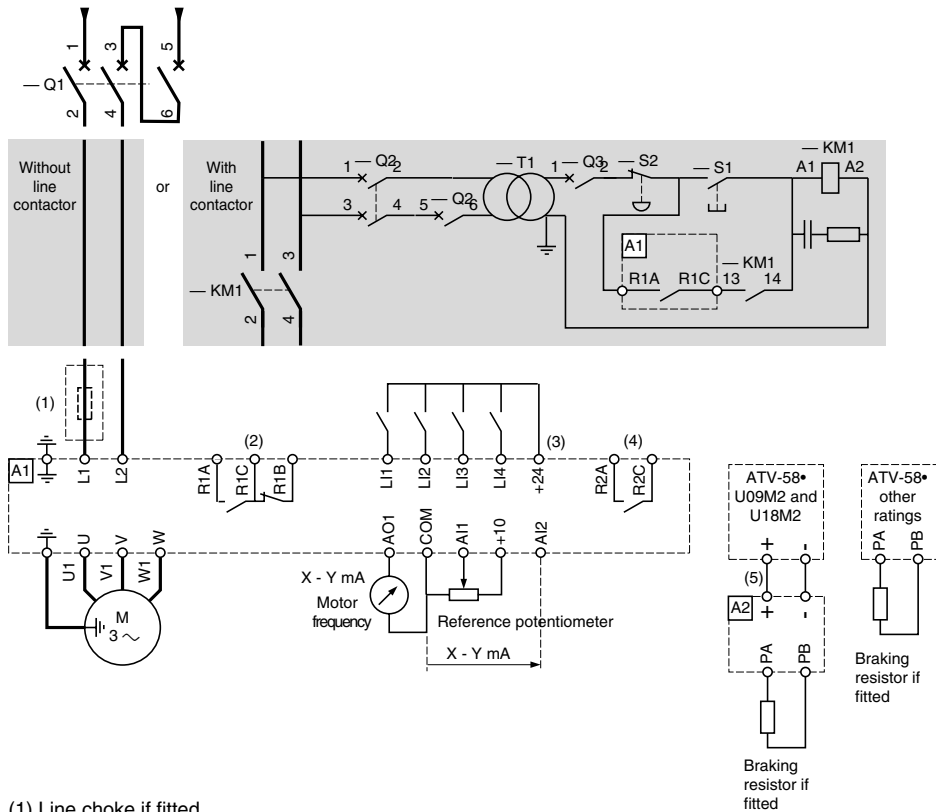 1
3
5
— Q1
2
4
6
Without
line
contactor
or
With
line
contactor
1
— Q2
2
3
4
5
— Q2
6
— T1
1
— Q3
2
— S2
— S1
— KM1
A1
A2
A1
R1A
R1C
— KM1
13
14
1
3
— KM1
2
4
(1)
(2)
(3)
(4)
A1
L1
L2
R1A
R1C
R1B
LI1
LI2
LI3
LI4
+24
R2A
R2C
U
V
W
AO1
COM
AI1
+10
AI2
U1
V1
W1
M
3 ~
X - Y mA
Motor
frequency
Reference potentiometer
X - Y mA
ATV-58•
U09M2 and
U18M2
+
-
(5)
A2
+
-
PA
PB
Braking
resistor if
fitted
ATV-58•
other
ratings
PA
PB
Braking
resistor if
fitted
(1) Line choke if fitted